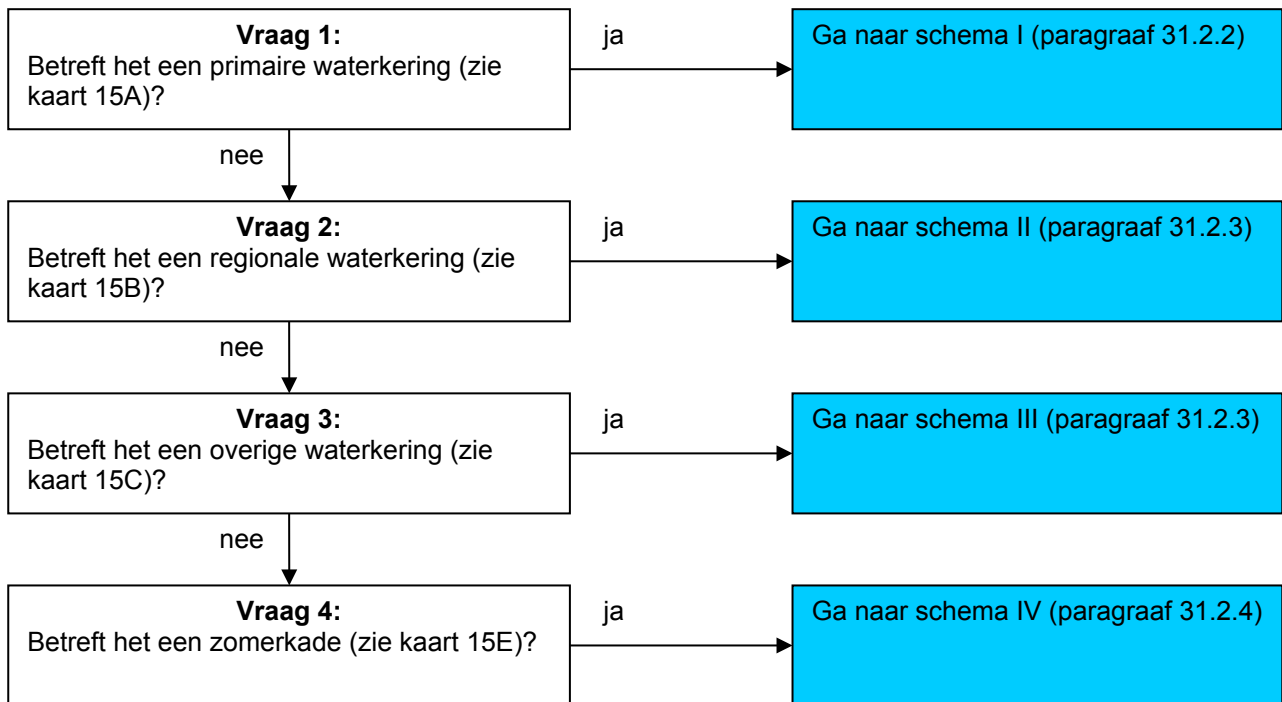 Vraag 1:
Betreft het een primaire waterkering (zie
kaart 15A)?
ja
Ga naar schema I (paragraaf 31.2.2)
nee
Vraag 2:
Betreft het een regionale waterkering (zie
kaart 15B)?
ja
Ga naar schema II (paragraaf 31.2.3)
nee
Vraag 3:
Betreft het een overige waterkering (zie
kaart 15C)?
ja
Ga naar schema III (paragraaf 31.2.3)
nee
Vraag 4:
Betreft het een zomerkade (zie kaart 15E)?
ja
Ga naar schema IV (paragraaf 31.2.4)